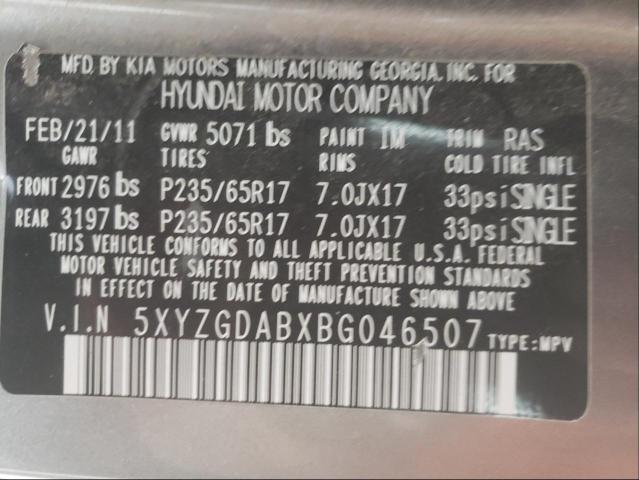 MFD. BY KIA MOTORS MANUFACTURING GEORGIA, INC. FOR
HYUNDAI MOTOR COMPANY
FEB/21/11 GVWR 5071 lbs PAINT IM TRIM RAS
GAWR TIRES RIMS COLD TIRE INFL
FRONT 2976 lbs P235/65R17 7.0JX17 33psi SINGLE
REAR 3197 lbs P235/65R17 7.0JX17 33psi SINGLE
THIS VEHICLE CONFORMS TO ALL APPLICABLE U.S.A. FEDERAL
MOTOR VEHICLE SAFETY AND THEFT PREVENTION STANDARDS
IN EFFECT ON THE DATE OF MANUFACTURE SHOWN ABOVE
V.I.N 5XYZGDABXBG046507 TYPE:MPV